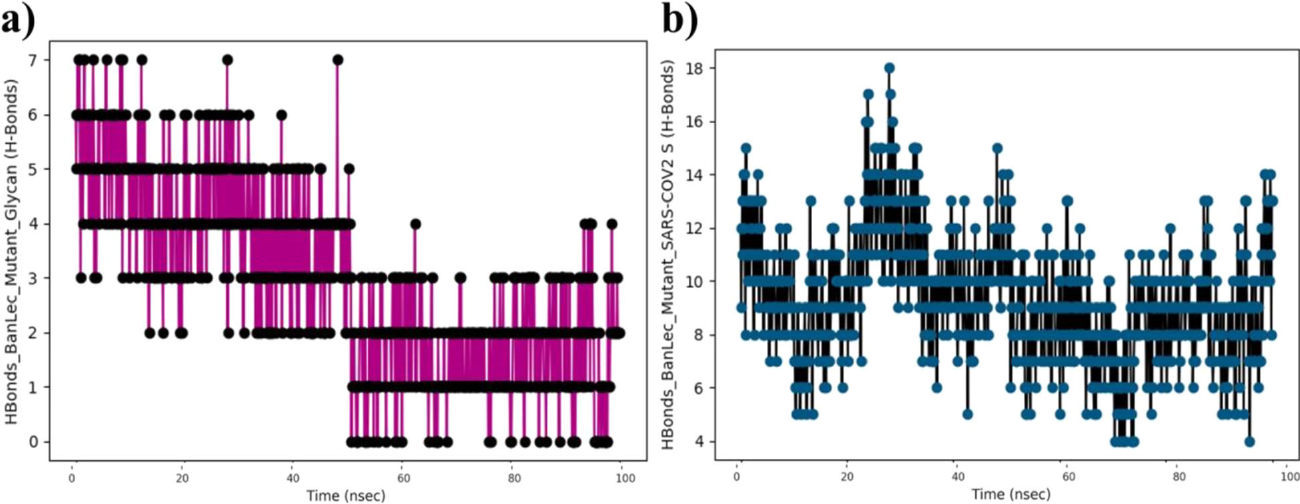 a)
HBonds_BanLec_Mutant_Glycan (H-Bonds)
7
6
5
4
3
2
1
0
0 20 40 60 80 100
Time (nsec)
b)
HBonds_BanLec_Mutant_SARS-COV2 S (H-Bonds)
18
16
14
12
10
8
6
4
0 20 40 60 80 100
Time (nsec)